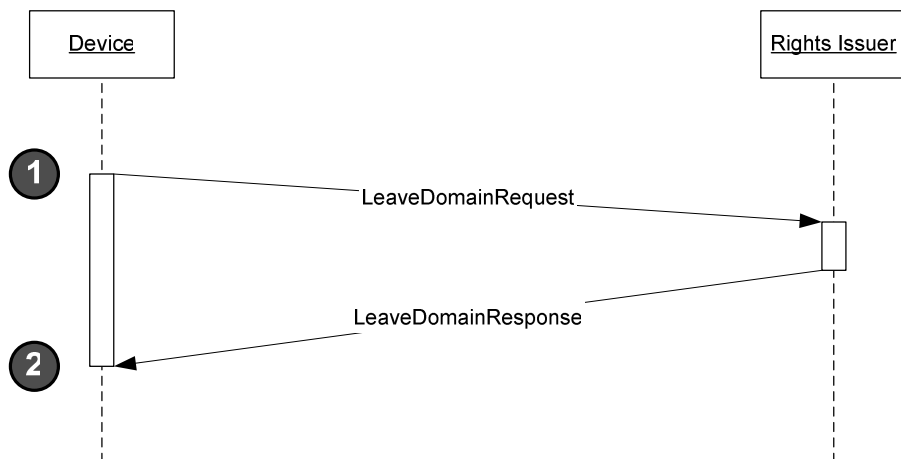 Device
Rights Issuer
1
LeaveDomainRequest
LeaveDomainResponse
2